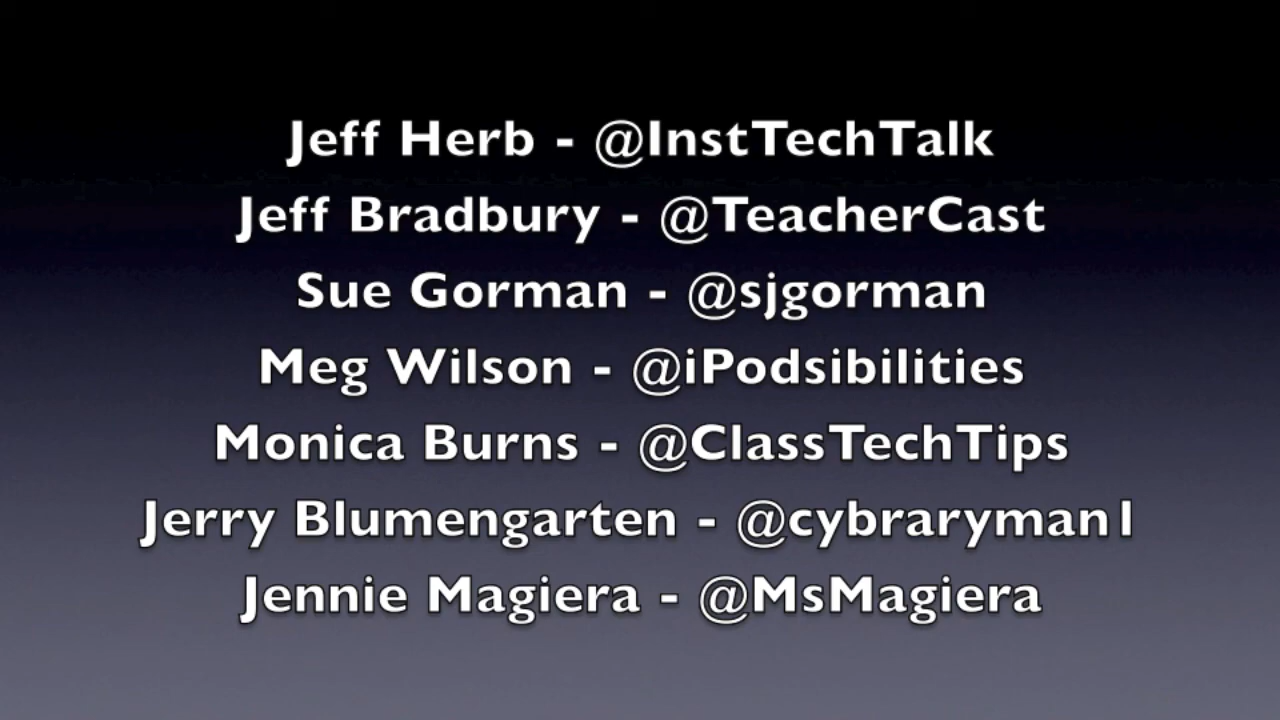 Jeff Herb - @InstTechTalk
Jeff Bradbury - @TeacherCast
Sue Gorman - @sjgorman
Meg Wilson - @iPodsibilities
Monica Burns - @ClassTechTips
Jerry Blumengarten - @cybraryman1
Jennie Magiera - @MsMagiera